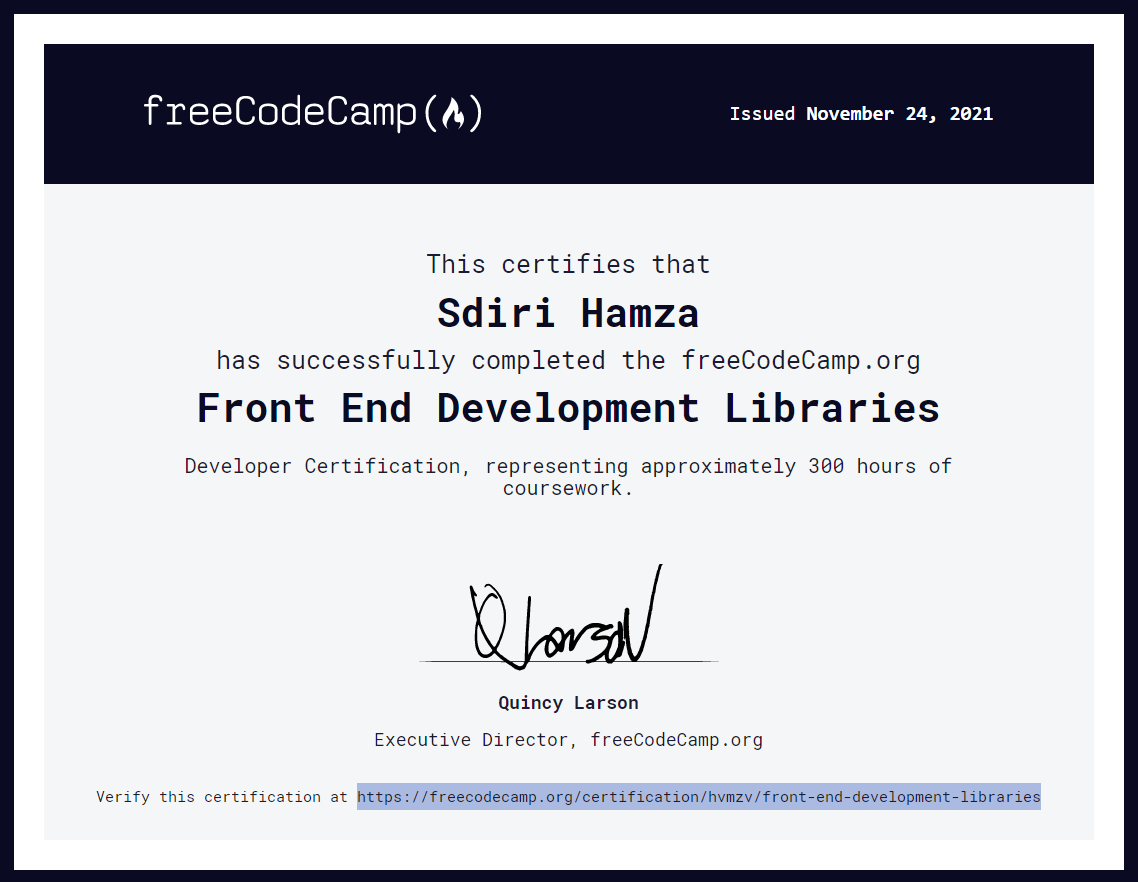 freeCodeCamp(🔥)
Issued November 24, 2021
This certifies that
Sdiri Hamza
has successfully completed the freeCodeCamp.org
Front End Development Libraries
Developer Certification, representing approximately 300 hours of
coursework.
Q Larson
Quincy Larson
Executive Director, freeCodeCamp.org
Verify this certification at https://freecodecamp.org/certification/hvmzv/front-end-development-libraries